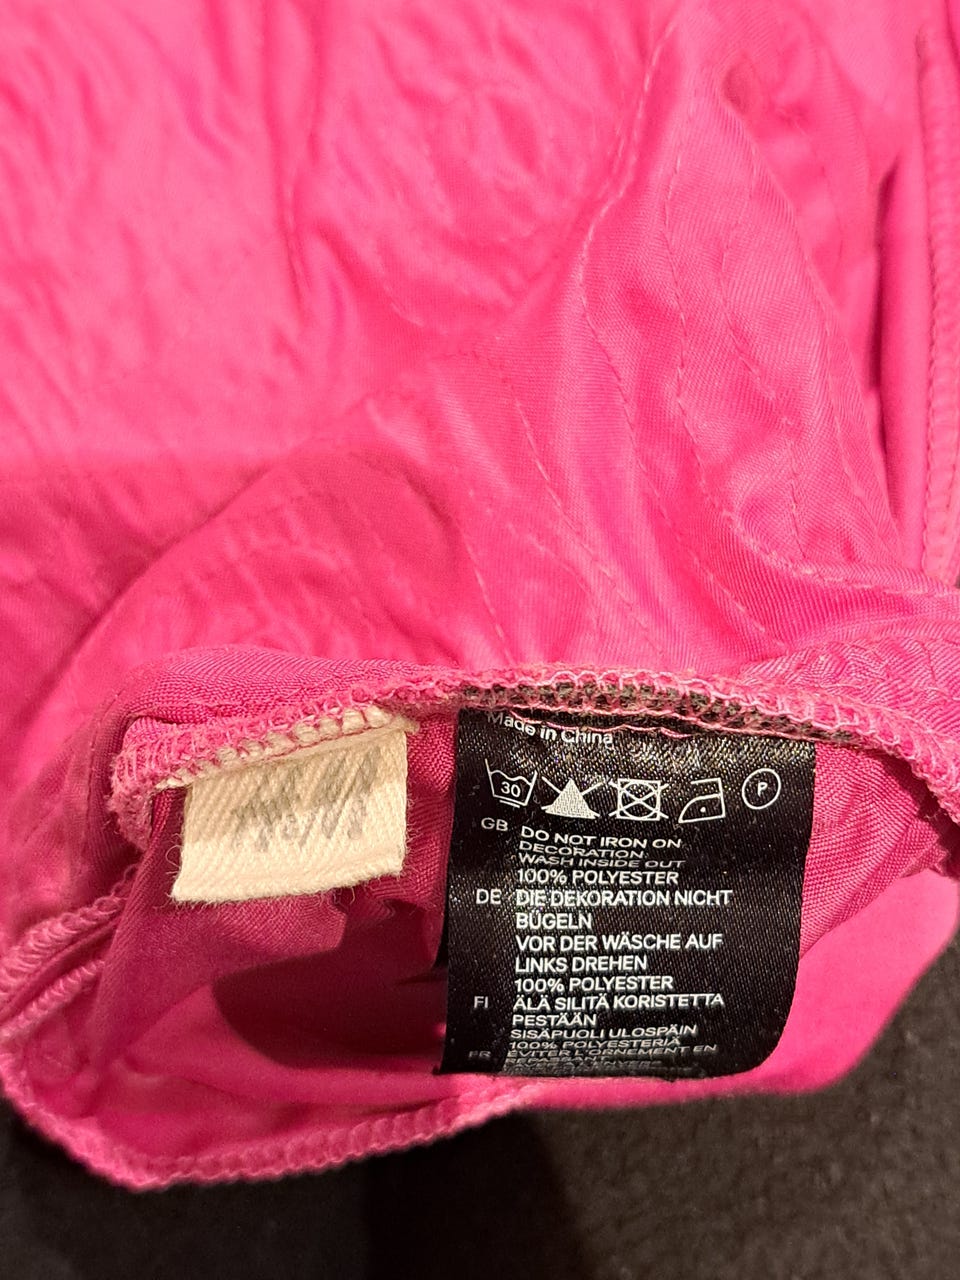 Made in China
30
P
GB DO NOT IRON ON
DECORATION
WASH INSIDE OUT
100% POLYESTER
DE DIE DEKORATION NICHT
BÜGELN
VOR DER WÄSCHE AUF
LINKS DREHEN
100% POLYESTER
FI ÄLÄ SILITÄ KORISTETTA
PESTÄÄN
SISÄPUOLI ULOSPÄIN
100% POLYESTERIÄ
FR ÉVITER L'ORNEMENT EN
REPASSANT